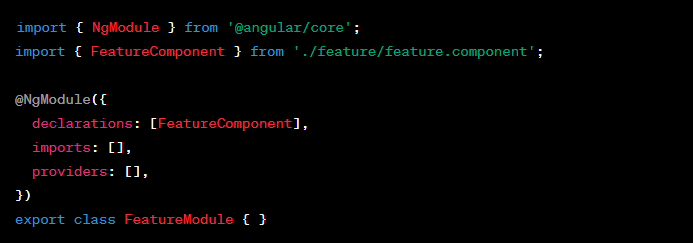 import { NgModule } from '@angular/core';
import { FeatureComponent } from './feature/feature.component';
@NgModule({
declarations: [FeatureComponent],
imports: [],
providers: [],
})
export class FeatureModule { }